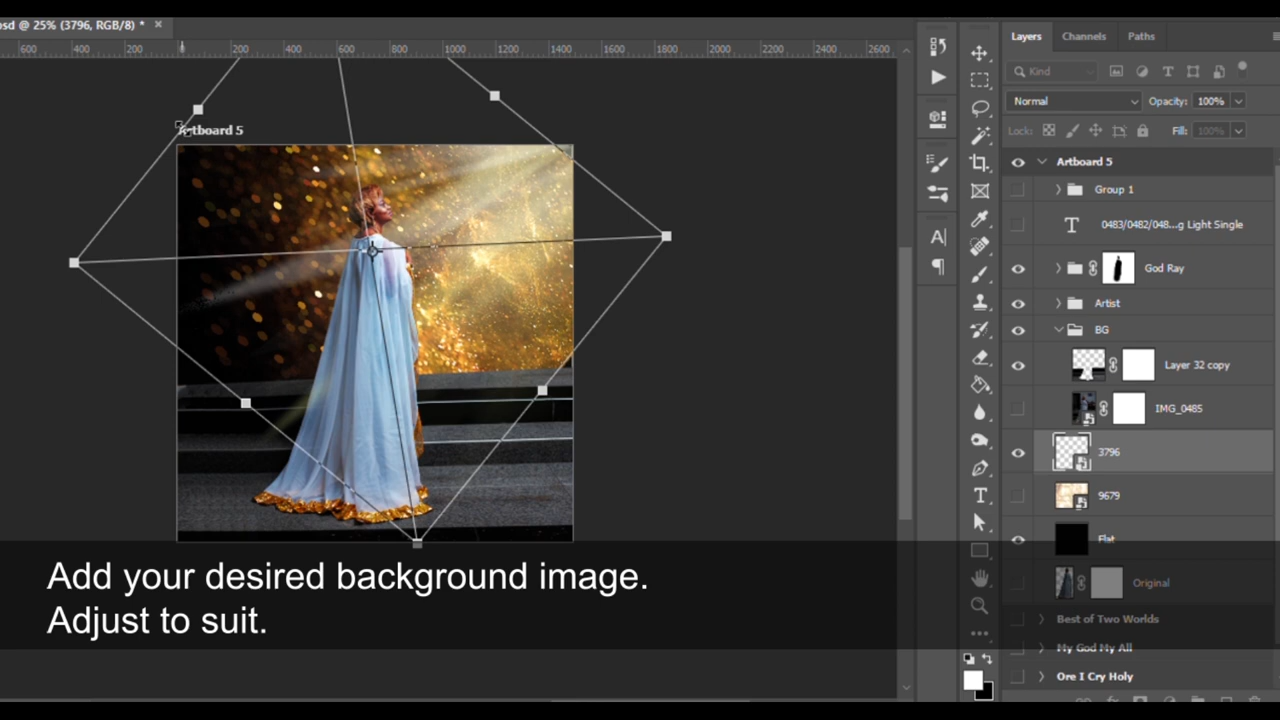 psd @ 25% (3796, RGB/8) *
600 400 200 200 400 600 800 1000 1200 1400 1600 1800 2000 2200 2400 2600
Artboard 5
Layers Channels Paths
Kind
Normal Opacity: 100%
Lock: Fill: 100%
Artboard 5
Group 1
0483/0482/048...g Light Single
God Ray
Artist
BG
Layer 32 copy
IMG_0485
3796
9679
Flat
Original
Best of Two Worlds
My God My All
Ore I Cry Holy
Add your desired background image.
Adjust to suit.